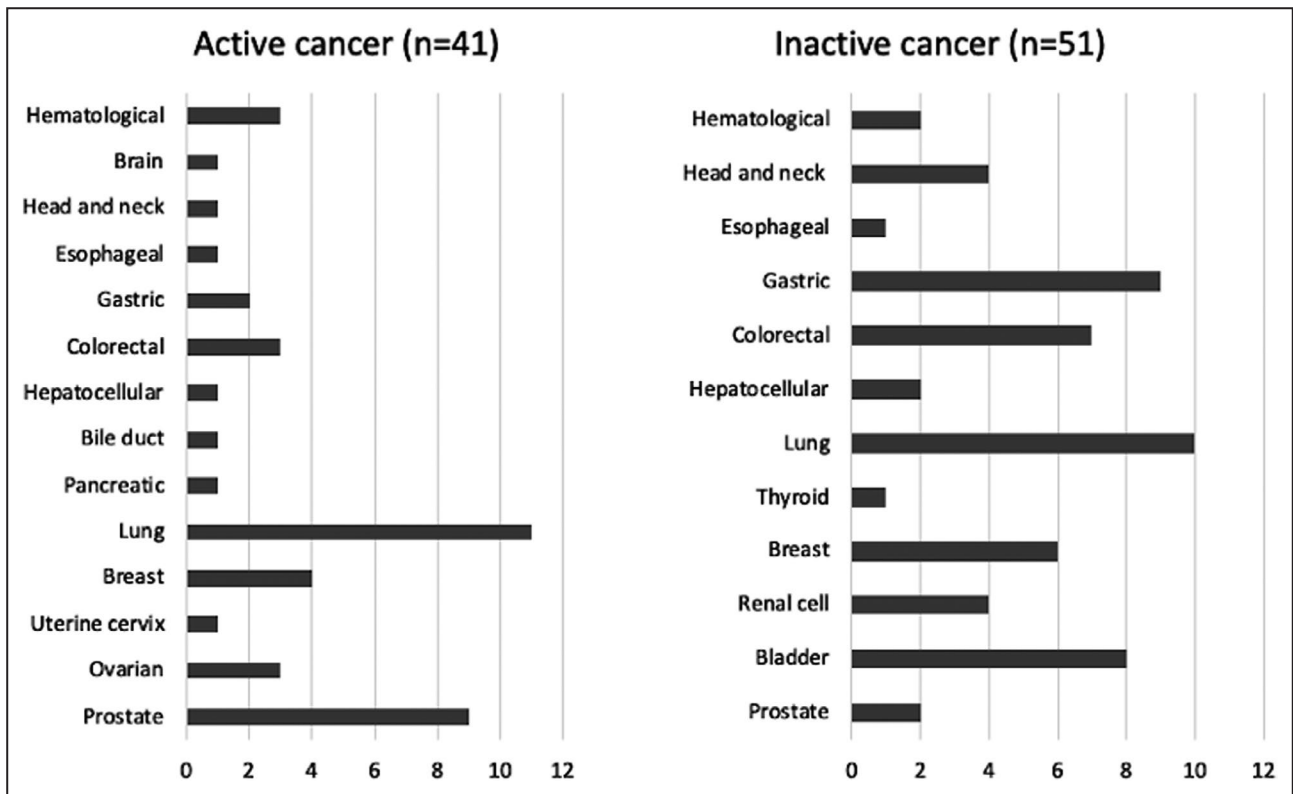 Active cancer (n=41)
Hematological
Brain
Head and neck
Esophageal
Gastric
Colorectal
Hepatocellular
Bile duct
Pancreatic
Lung
Breast
Uterine cervix
Ovarian
Prostate
0 2 4 6 8 10 12
Inactive cancer (n=51)
Hematological
Head and neck
Esophageal
Gastric
Colorectal
Hepatocellular
Lung
Thyroid
Breast
Renal cell
Bladder
Prostate
0 2 4 6 8 10 12